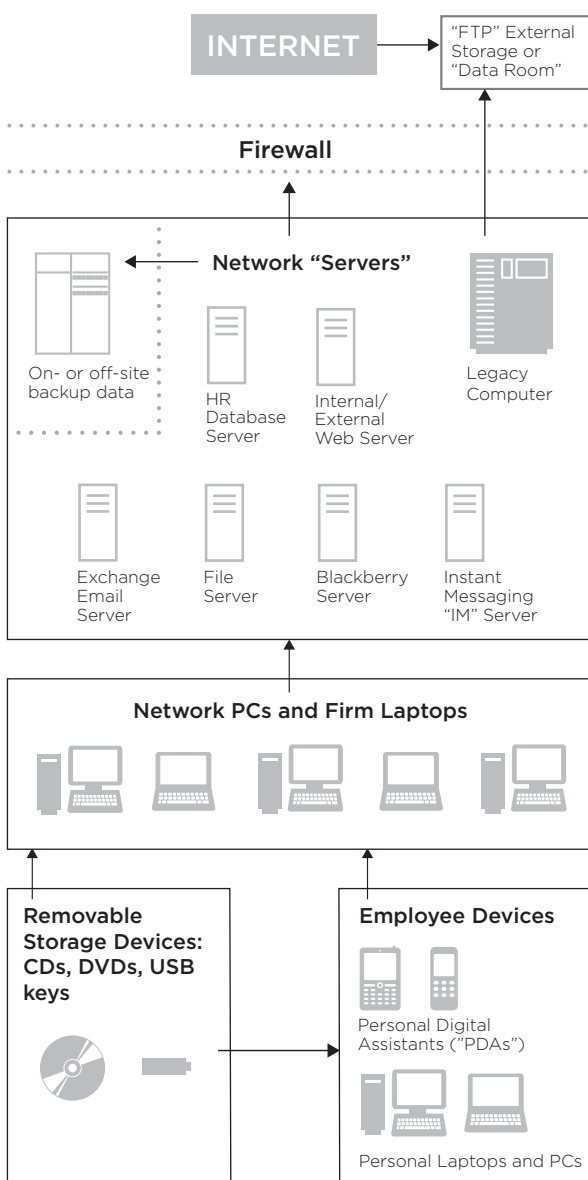 INTERNET
“FTP” External
Storage or
“Data Room”
Firewall
Network “Servers”
On- or off-site
backup data
HR
Database
Server
Internal/
External
Web Server
Legacy
Computer
Exchange
Email
Server
File
Server
Blackberry
Server
Instant
Messaging
“IM” Server
Network PCs and Firm Laptops
Removable
Storage Devices:
CDs, DVDs, USB
keys
Employee Devices
Personal Digital
Assistants (”PDAs”)
Personal Laptops and PCs